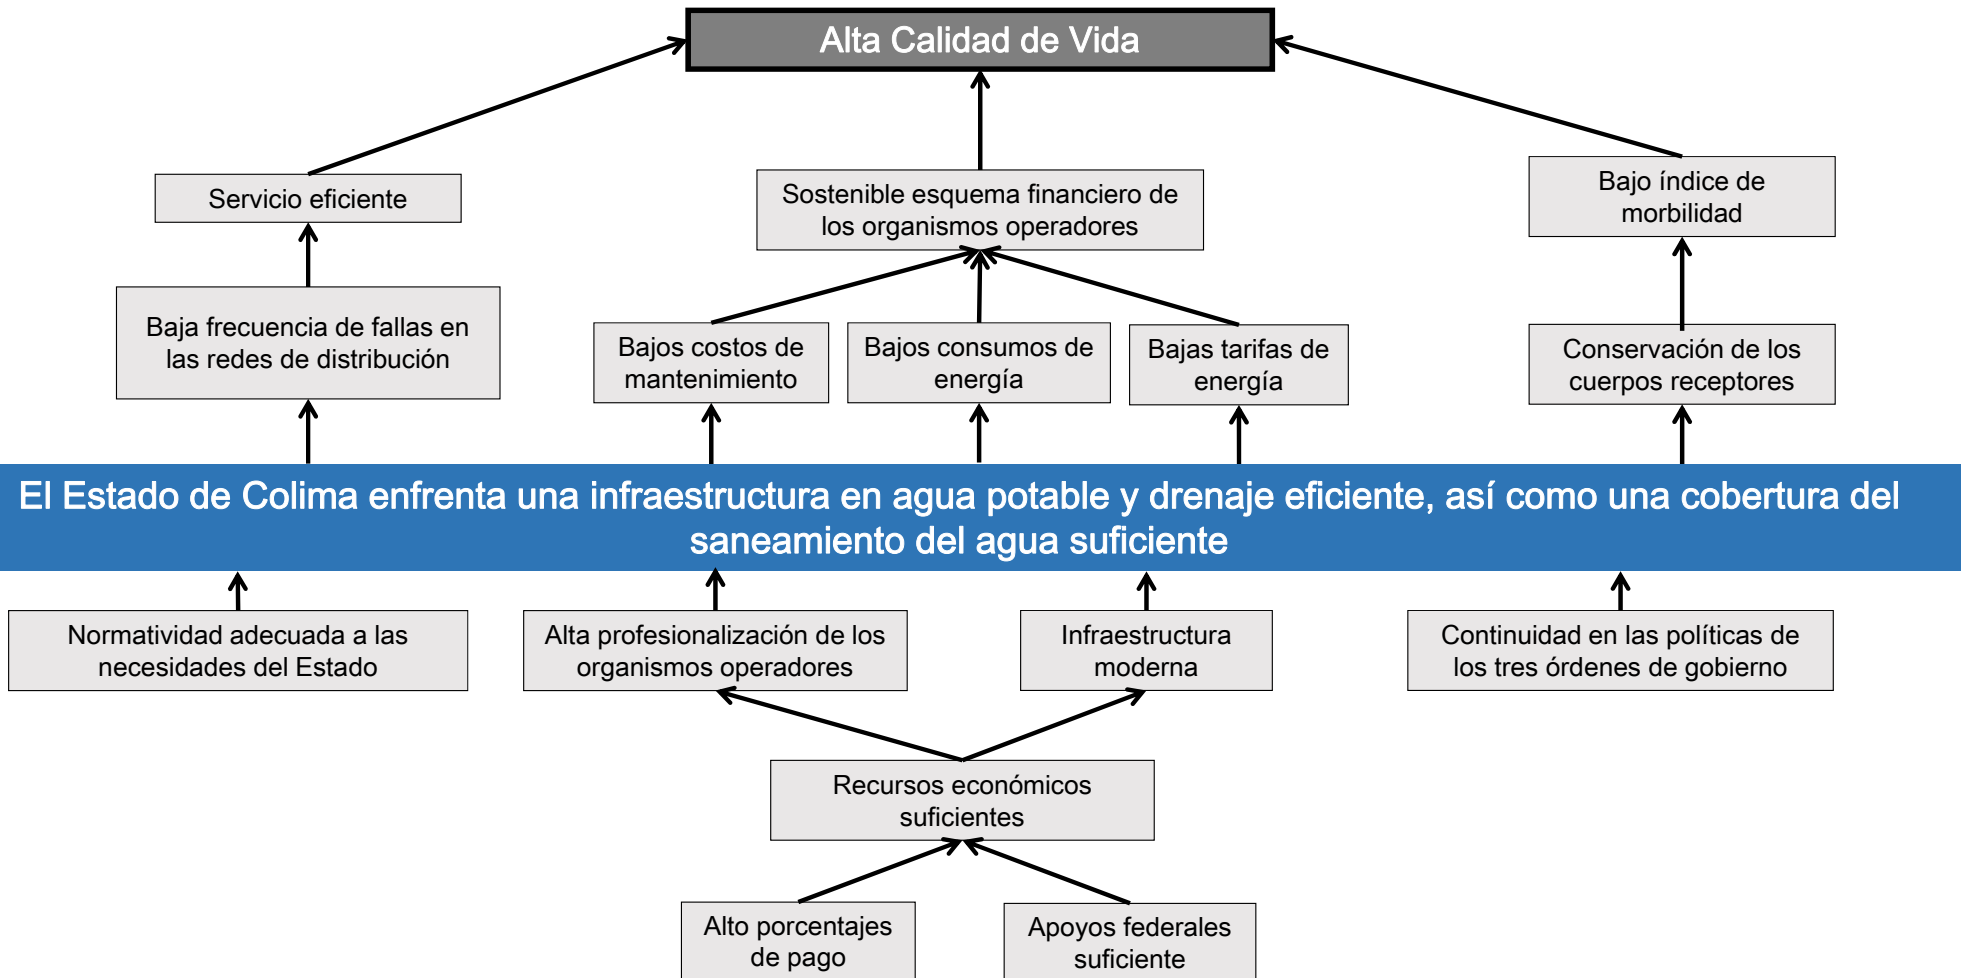 Alta Calidad de Vida
Servicio eficiente
Sostenible esquema financiero de
los organismos operadores
Bajo índice de
morbilidad
Baja frecuencia de fallas en
las redes de distribución
Bajos costos de
mantenimiento
Bajos consumos de
energía
Bajas tarifas de
energía
Conservación de los
cuerpos receptores
El Estado de Colima enfrenta una infraestructura en agua potable y drenaje eficiente, así como una cobertura del
saneamiento del agua suficiente
Normatividad adecuada a las
necesidades del Estado
Alta profesionalización de los
organismos operadores
Infraestructura
moderna
Continuidad en las políticas de
los tres órdenes de gobierno
Recursos económicos
suficientes
Alto porcentajes
de pago
Apoyos federales
suficiente